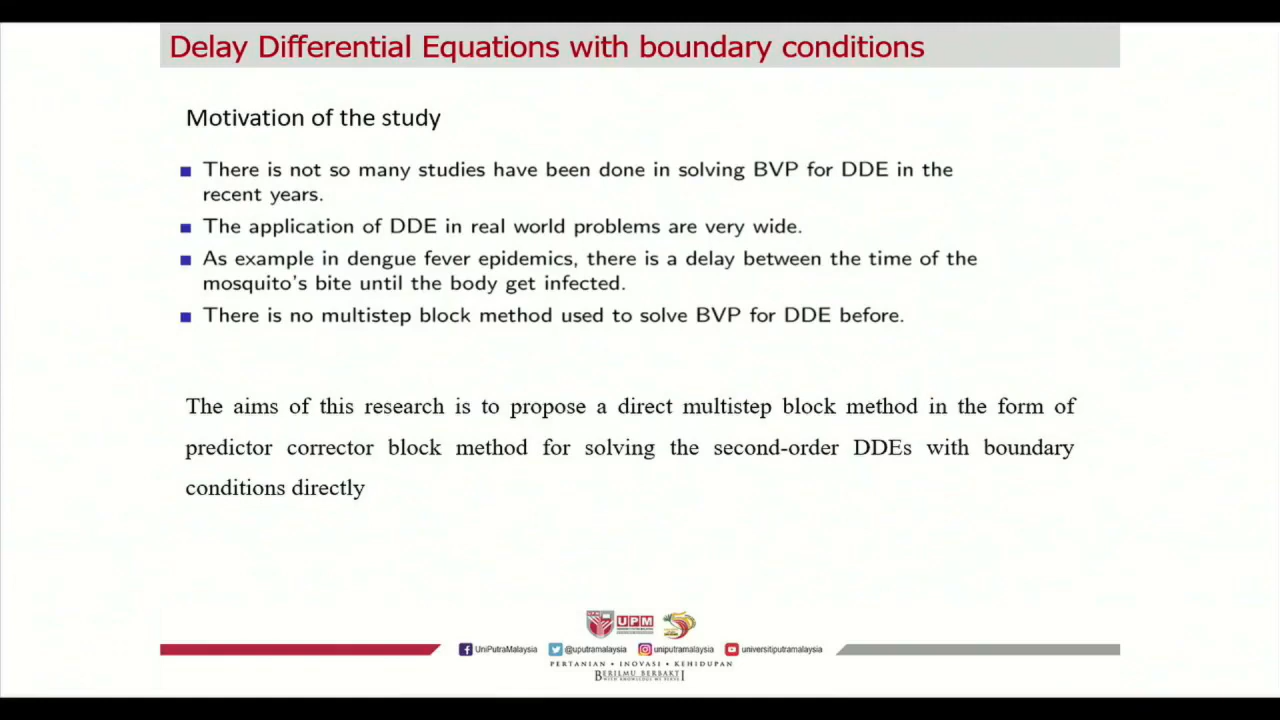 Delay Differential Equations with boundary conditions
Motivation of the study
There is not so many studies have been done in solving BVP for DDE in the
recent years.
The application of DDE in real world problems are very wide.
As example in dengue fever epidemics, there is a delay between the time of the
mosquito's bite until the body get infected.
There is no multistep block method used to solve BVP for DDE before.
The aims of this research is to propose a direct multistep block method in the form of
predictor corrector block method for solving the second-order DDEs with boundary
conditions directly
UPM
UniPutraMalaysia @uputramalaysia uniputramalaysia universitiputramalaysia
PERTANIAN • INOVASI • KEHIDUPAN
BERILMU BERBAKTI
WITH KNOWLEDGE WE SERVE